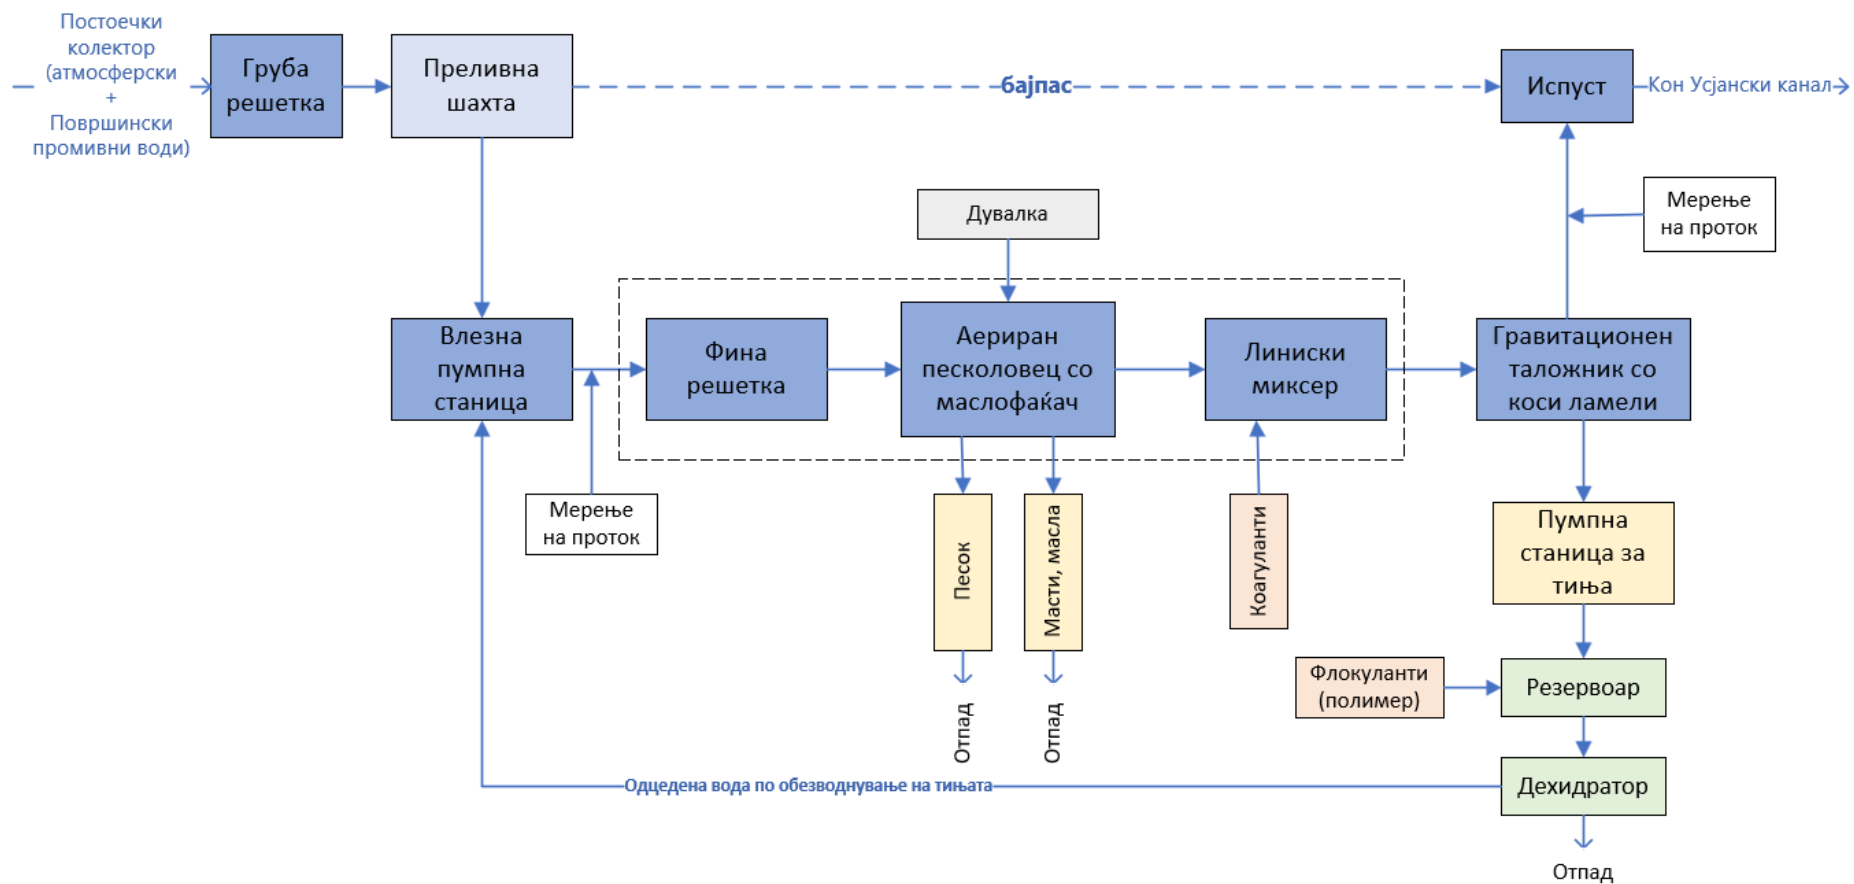 Постоечки
колектор
(атмосферски
+
Површински
промивни води)
Груба
решетка
Преливна
шахта
бајпас
Испуст
Кон Усјански канал
Мерење
на проток
Дувалка
Влезна
пумпна
станица
Фина
решетка
Аериран
песколовец со
маслофаќач
Линиски
миксер
Гравитационен
таложник со
коси ламели
Мерење
на проток
Песок
Масти, масла
Коагуланти
Пумпна
станица за
тиња
Флокуланти
(полимер)
Резервоар
Отпад
Отпад
Одцедена вода по обезводнување на тињата
Дехидратор
Отпад